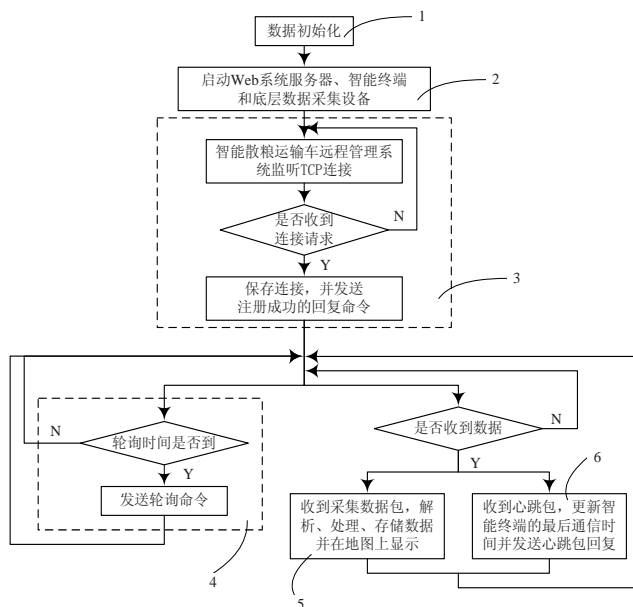 1
数据初始化
启动Web系统服务器、智能终端
和底层数据采集设备
2
智能散粮运输车远程管理系
统监听TCP连接
是否收到
连接请求
N
Y
保存连接，并发送
注册成功的回复命令
3
N
轮询时间是否到
Y
发送轮询命令
4
是否收到数据
N
Y
收到采集数据包，解
析、处理、存储数据
并在地图上显示
5
6
收到心跳包，更新智
能终端的最后通信时
间并发送心跳包回复